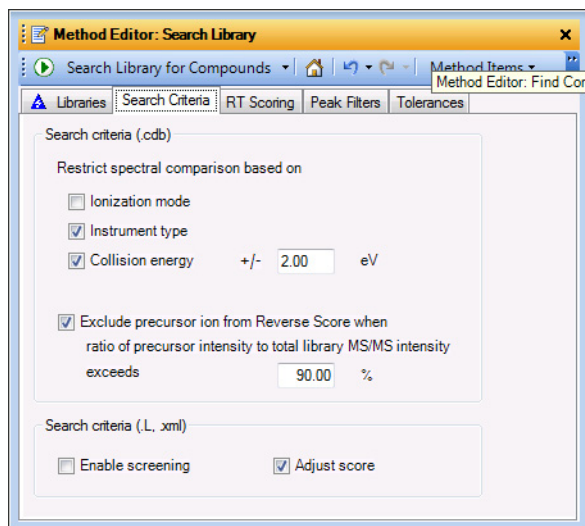 Method Editor: Search Library
Search Library for Compounds
Method Items
Method Editor: Find Cor
Libraries Search Criteria RT Scoring Peak Filters Tolerances
Search criteria (.cdb)
Restrict spectral comparison based on
Ionization mode
Instrument type
Collision energy +/- 2.00 eV
Exclude precursor ion from Reverse Score when
ratio of precursor intensity to total library MS/MS intensity
exceeds 90.00 %
Search criteria (.L, .xml)
Enable screening Adjust score